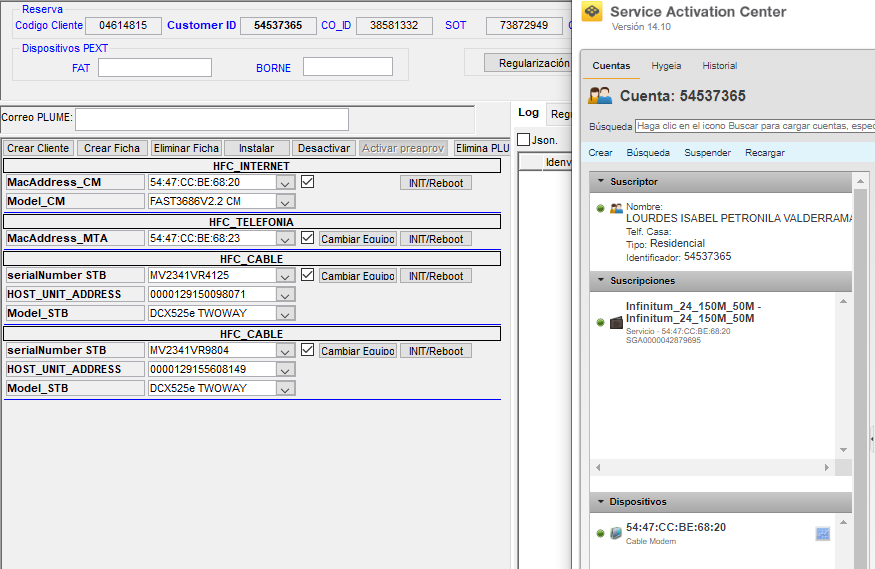 Reserva
Codigo Cliente 04614815 Customer ID 54537365 CO_ID 38581332 SOT 73872949
Dispositivos PEXT
FAT BORNE Regularización
Correo PLUME:
Crear Cliente Crear Ficha Eliminar Ficha Instalar Desactivar Activar preaprov Elimina PLU
HFC_INTERNET
MacAddress_CM 54:47:CC:BE:68:20 INIT/Reboot
Model_CM FAST3686V2.2 CM
HFC_TELEFONIA
MacAddress_MTA 54:47:CC:BE:68:23 Cambiar Equipo INIT/Reboot
HFC_CABLE
serialNumber STB MV2341VR4125 Cambiar Equipo INIT/Reboot
HOST_UNIT_ADDRESS 0000129150098071
Model_STB DCX525e TWOWAY
HFC_CABLE
serialNumber STB MV2341VR9804 Cambiar Equipo INIT/Reboot
HOST_UNIT_ADDRESS 0000129155608149
Model_STB DCX525e TWOWAY
Log Reg
Json.
Idenv
Service Activation Center
Versión 14.10
Cuentas Hygeia Historial
Cuenta: 54537365
Búsqueda Haga clic en el icono Buscar para cargar cuentas, espec
Crear Búsqueda Suspender Recargar
Suscriptor
Nombre:
LOURDES ISABEL PETRONILA VALDERRAMA
Telf. Casa:
Tipo: Residencial
Identificador: 54537365
Suscripciones
Infinitum_24_150M_50M -
Infinitum_24_150M_50M
Servicio - 54:47:CC:BE:68:20
SGA0000042879695
Dispositivos
54:47:CC:BE:68:20
Cable Modem